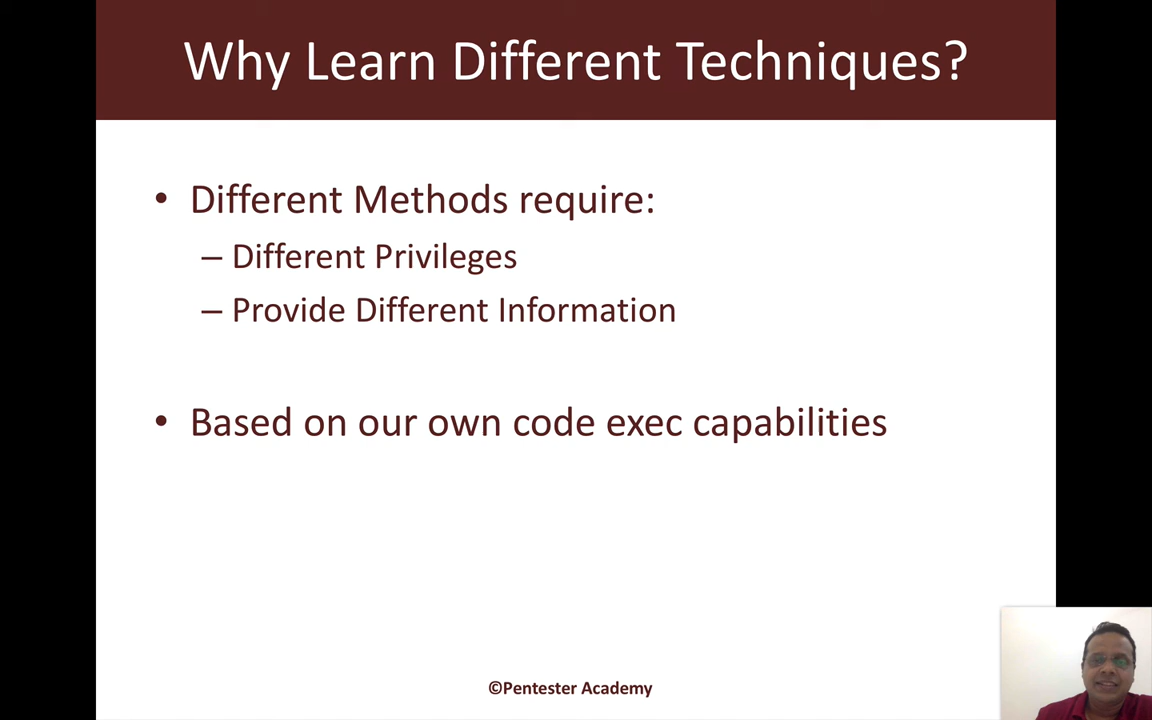 Why Learn Different Techniques?
• Different Methods require:
– Different Privileges
– Provide Different Information
• Based on our own code exec capabilities
©Pentester Academy